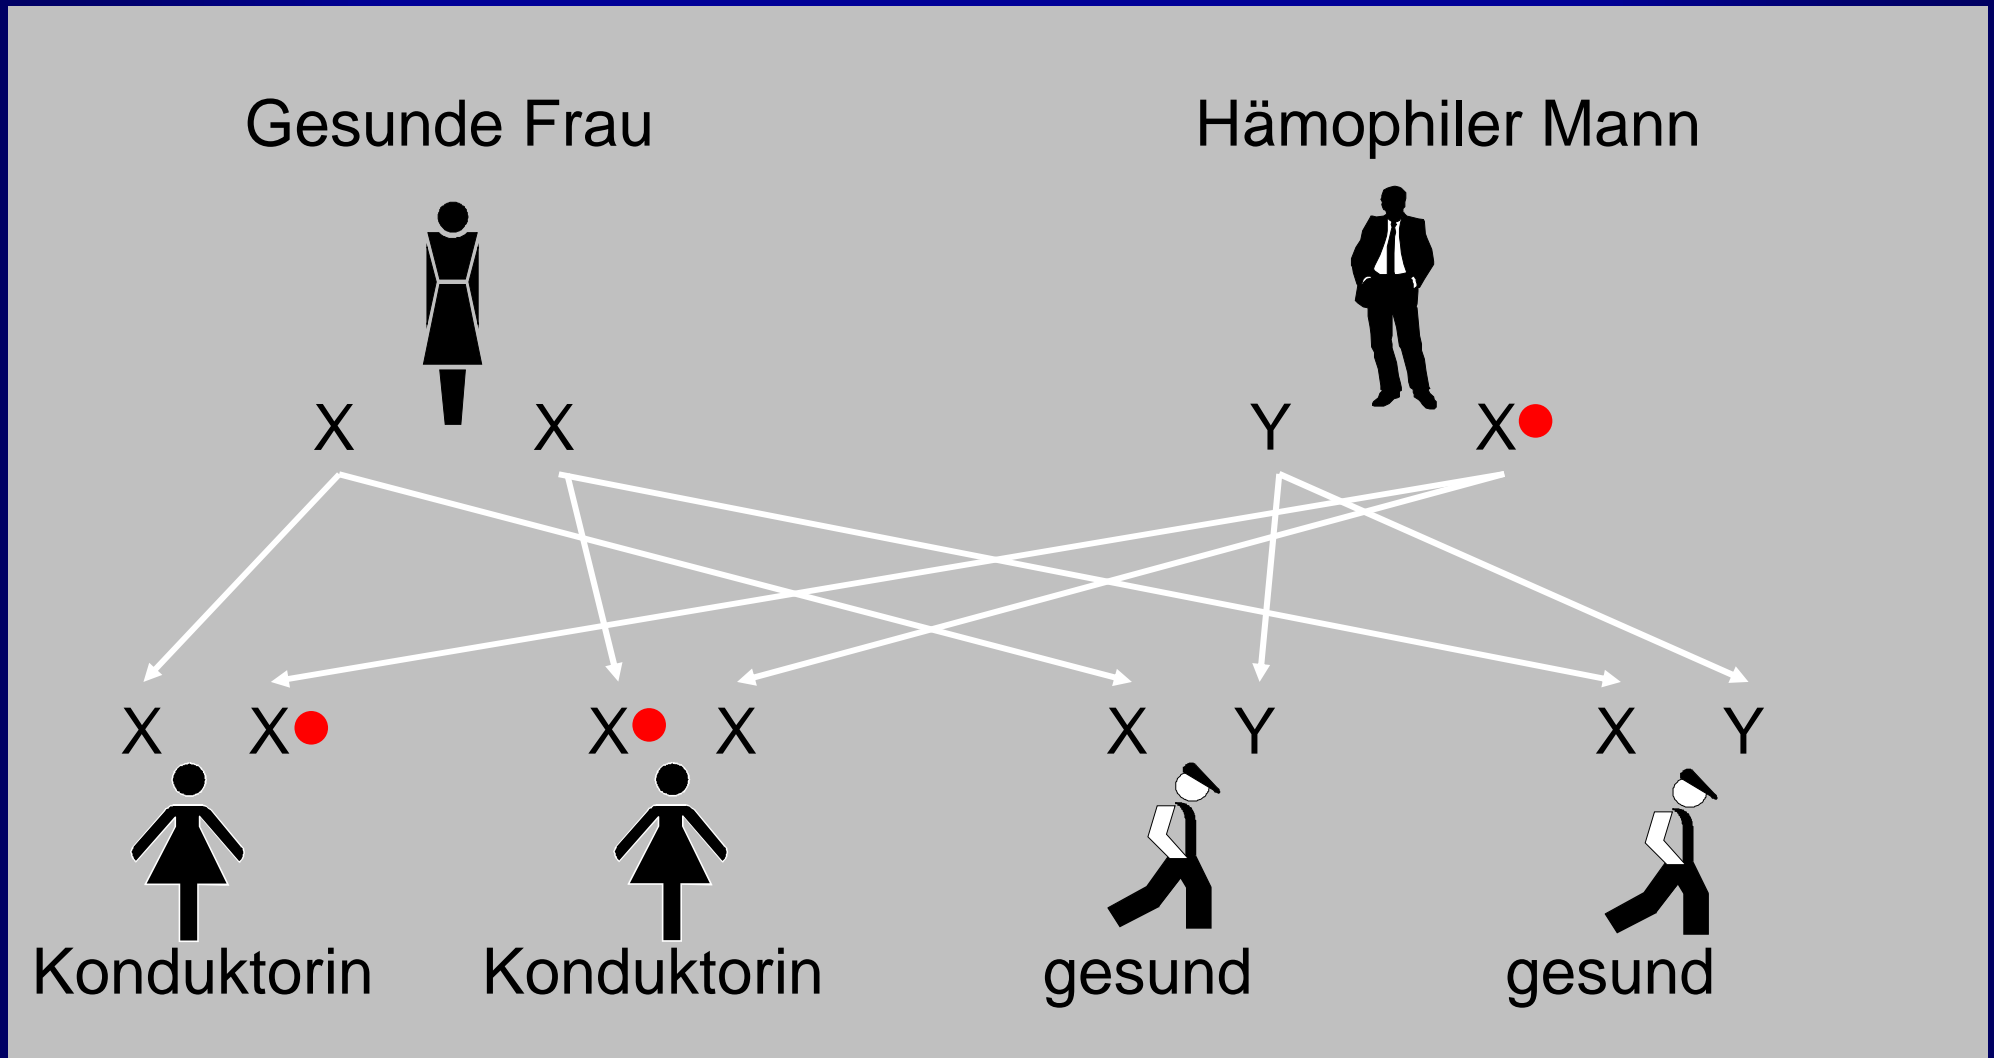 Gesunde Frau Hämophiler Mann
X X Y X
X X X X X Y X Y
Konduktorin Konduktorin gesund gesund